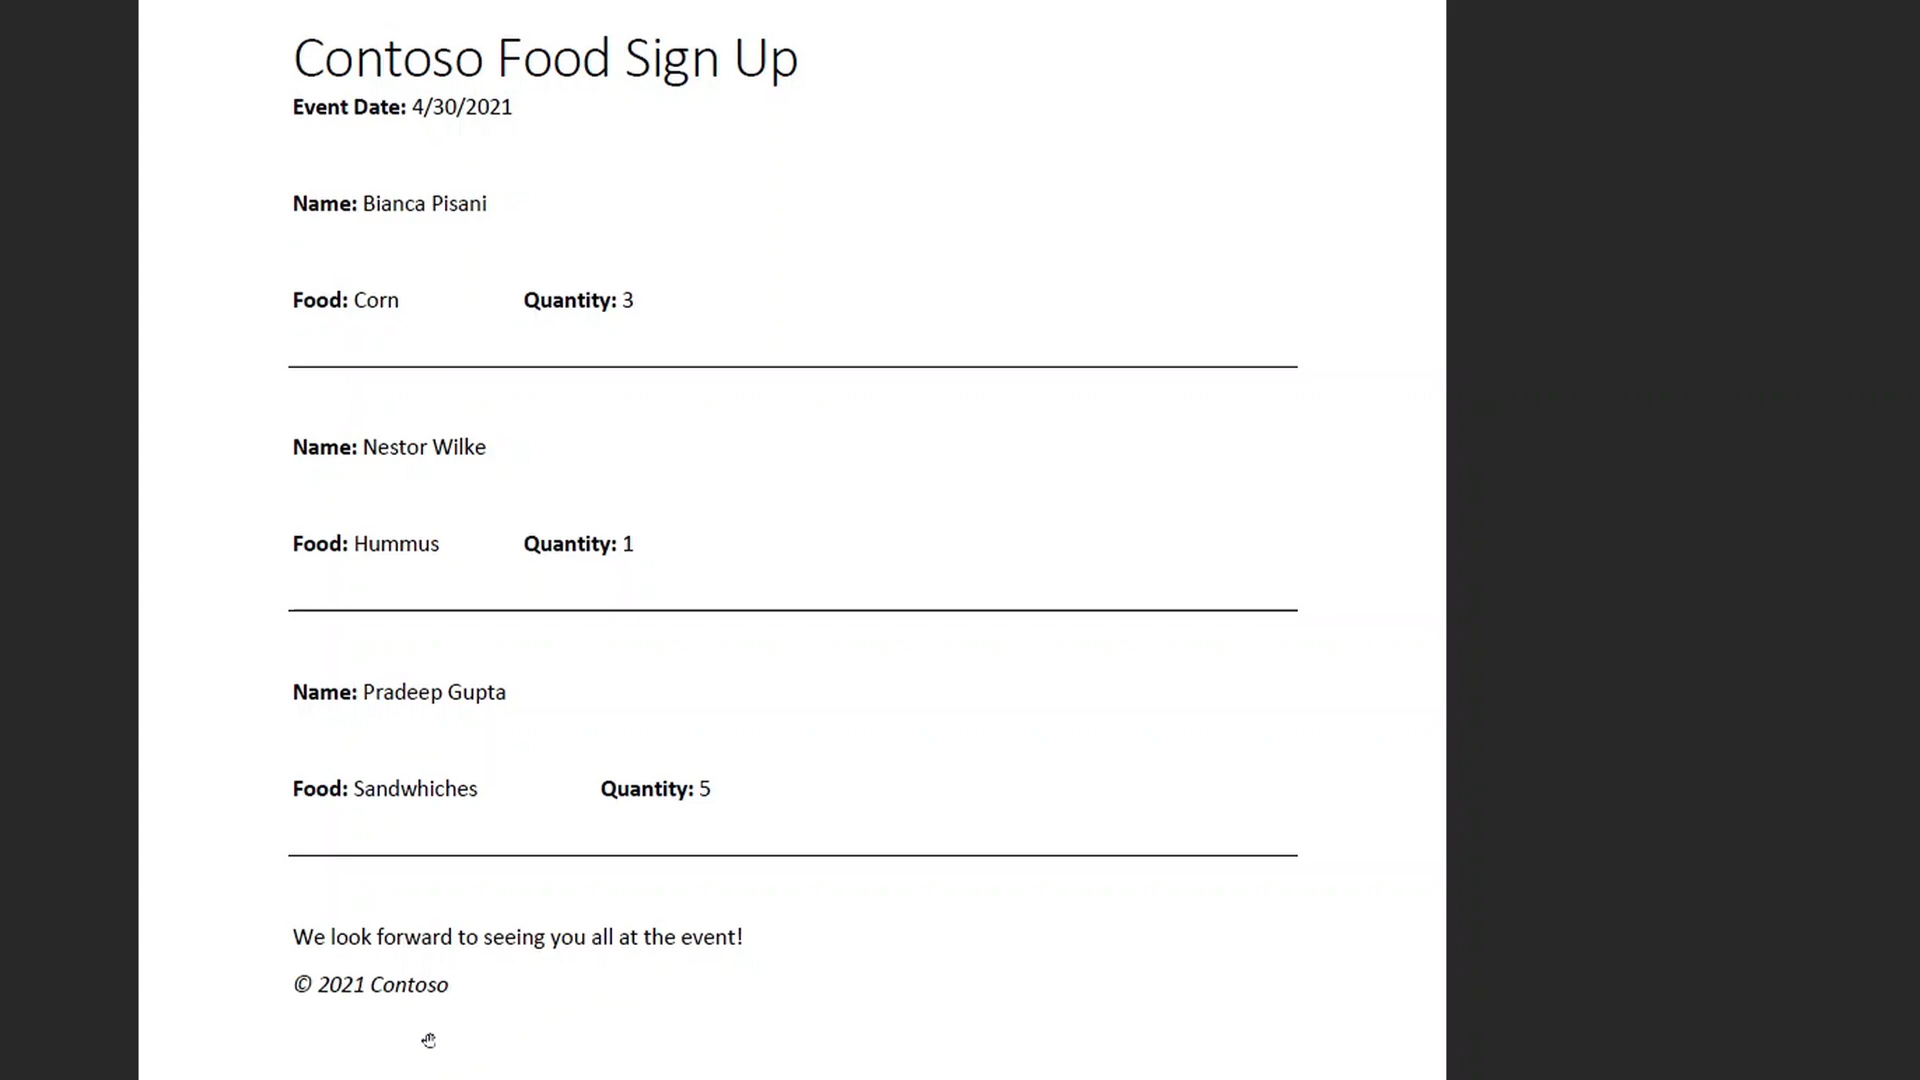 Contoso Food Sign Up
Event Date: 4/30/2021
Name: Bianca Pisani
Food: Corn Quantity: 3
Name: Nestor Wilke
Food: Hummus Quantity: 1
Name: Pradeep Gupta
Food: Sandwhiches Quantity: 5
We look forward to seeing you all at the event!
© 2021 Contoso